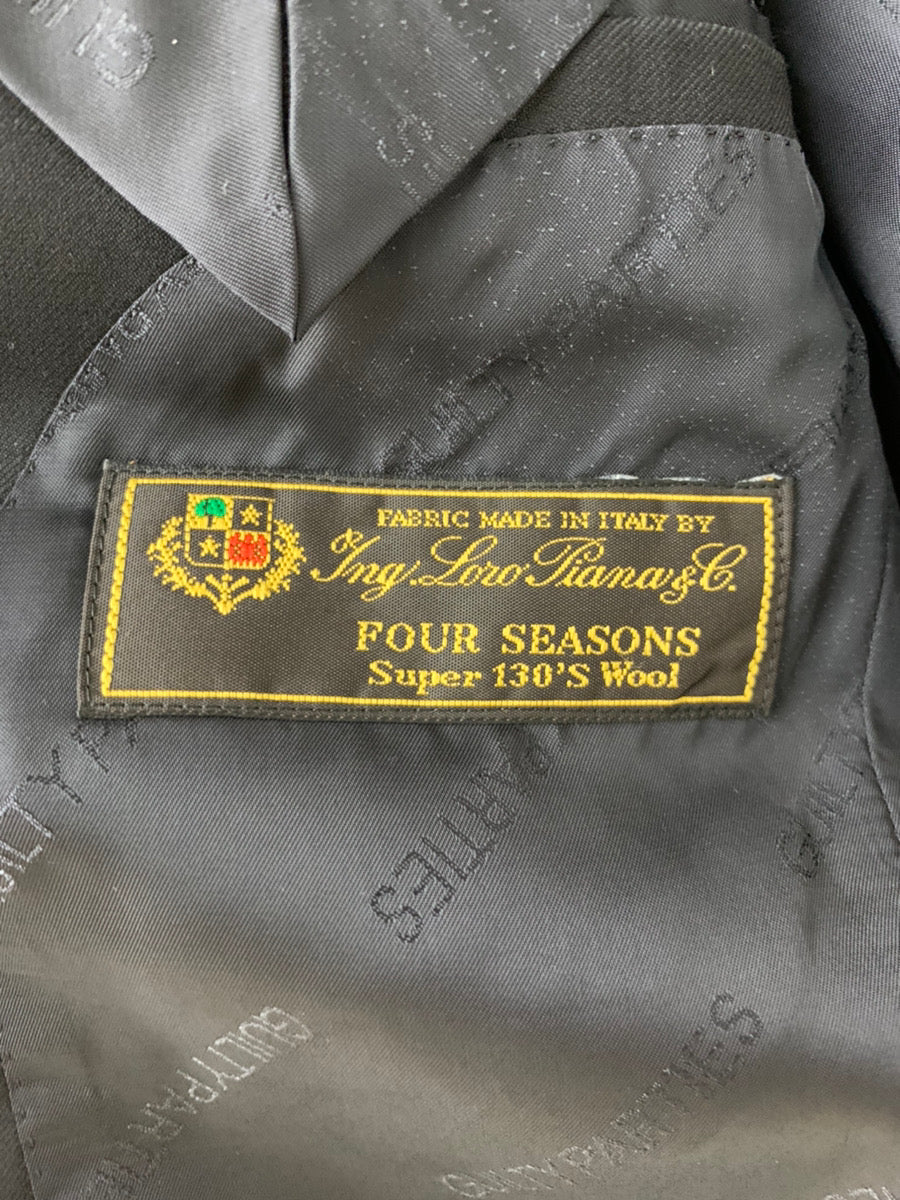 GUILTY PARTIES
FABRIC MADE IN ITALY BY
Ing. Loro Piana & C.
FOUR SEASONS
Super 130'S Wool
PARTIES
GUILTY PARTIES
GUILTY PARTIES